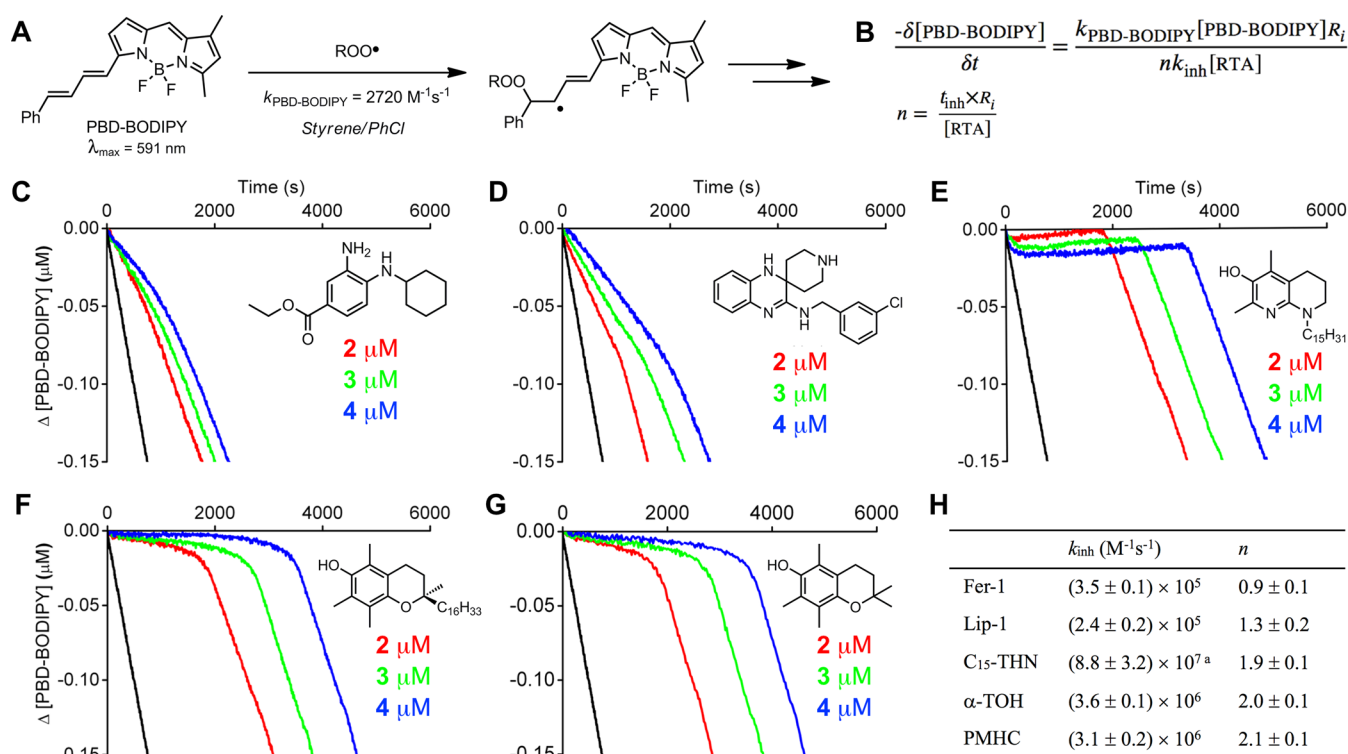 A
ROO•
k_PBD-BODIPY = 2720 M⁻¹s⁻¹
Styrene/PhCl
N
N
B
F
F
Ph
PBD-BODIPY
λmax = 591 nm
ROO
N
N
B
F
F
Ph
B
-δ[PBD-BODIPY] / δt = k_PBD-BODIPY[PBD-BODIPY]R_i / nk_inh[RTA]
n = t_inh×R_i / [RTA]
C
Time (s)
0 2000 4000 6000
0.00
-0.05
-0.10
-0.15
Δ [PBD-BODIPY] (μM)
NH₂
H
N
O
O
2 μM
3 μM
4 μM
D
Time (s)
0 2000 4000 6000
0.00
-0.05
-0.10
-0.15
H
N
NH
N
N
H
Cl
2 μM
3 μM
4 μM
E
Time (s)
0 2000 4000 6000
0.00
-0.05
-0.10
-0.15
HO
N
N
C₁₅H₃₁
2 μM
3 μM
4 μM
F
0 2000 4000 6000
0.00
-0.05
-0.10
-0.15
Δ [PBD-BODIPY] (μM)
HO
O
C₁₆H₃₃
2 μM
3 μM
4 μM
G
0 2000 4000 6000
0.00
-0.05
-0.10
-0.15
HO
O
2 μM
3 μM
4 μM
H
k_inh (M⁻¹s⁻¹) n
Fer-1 (3.5 ± 0.1) × 10⁵ 0.9 ± 0.1
Lip-1 (2.4 ± 0.2) × 10⁵ 1.3 ± 0.2
C₁₅-THN (8.8 ± 3.2) × 10⁷ ᵃ 1.9 ± 0.1
α-TOH (3.6 ± 0.1) × 10⁶ 2.0 ± 0.1
PMHC (3.1 ± 0.2) × 10⁶ 2.1 ± 0.1